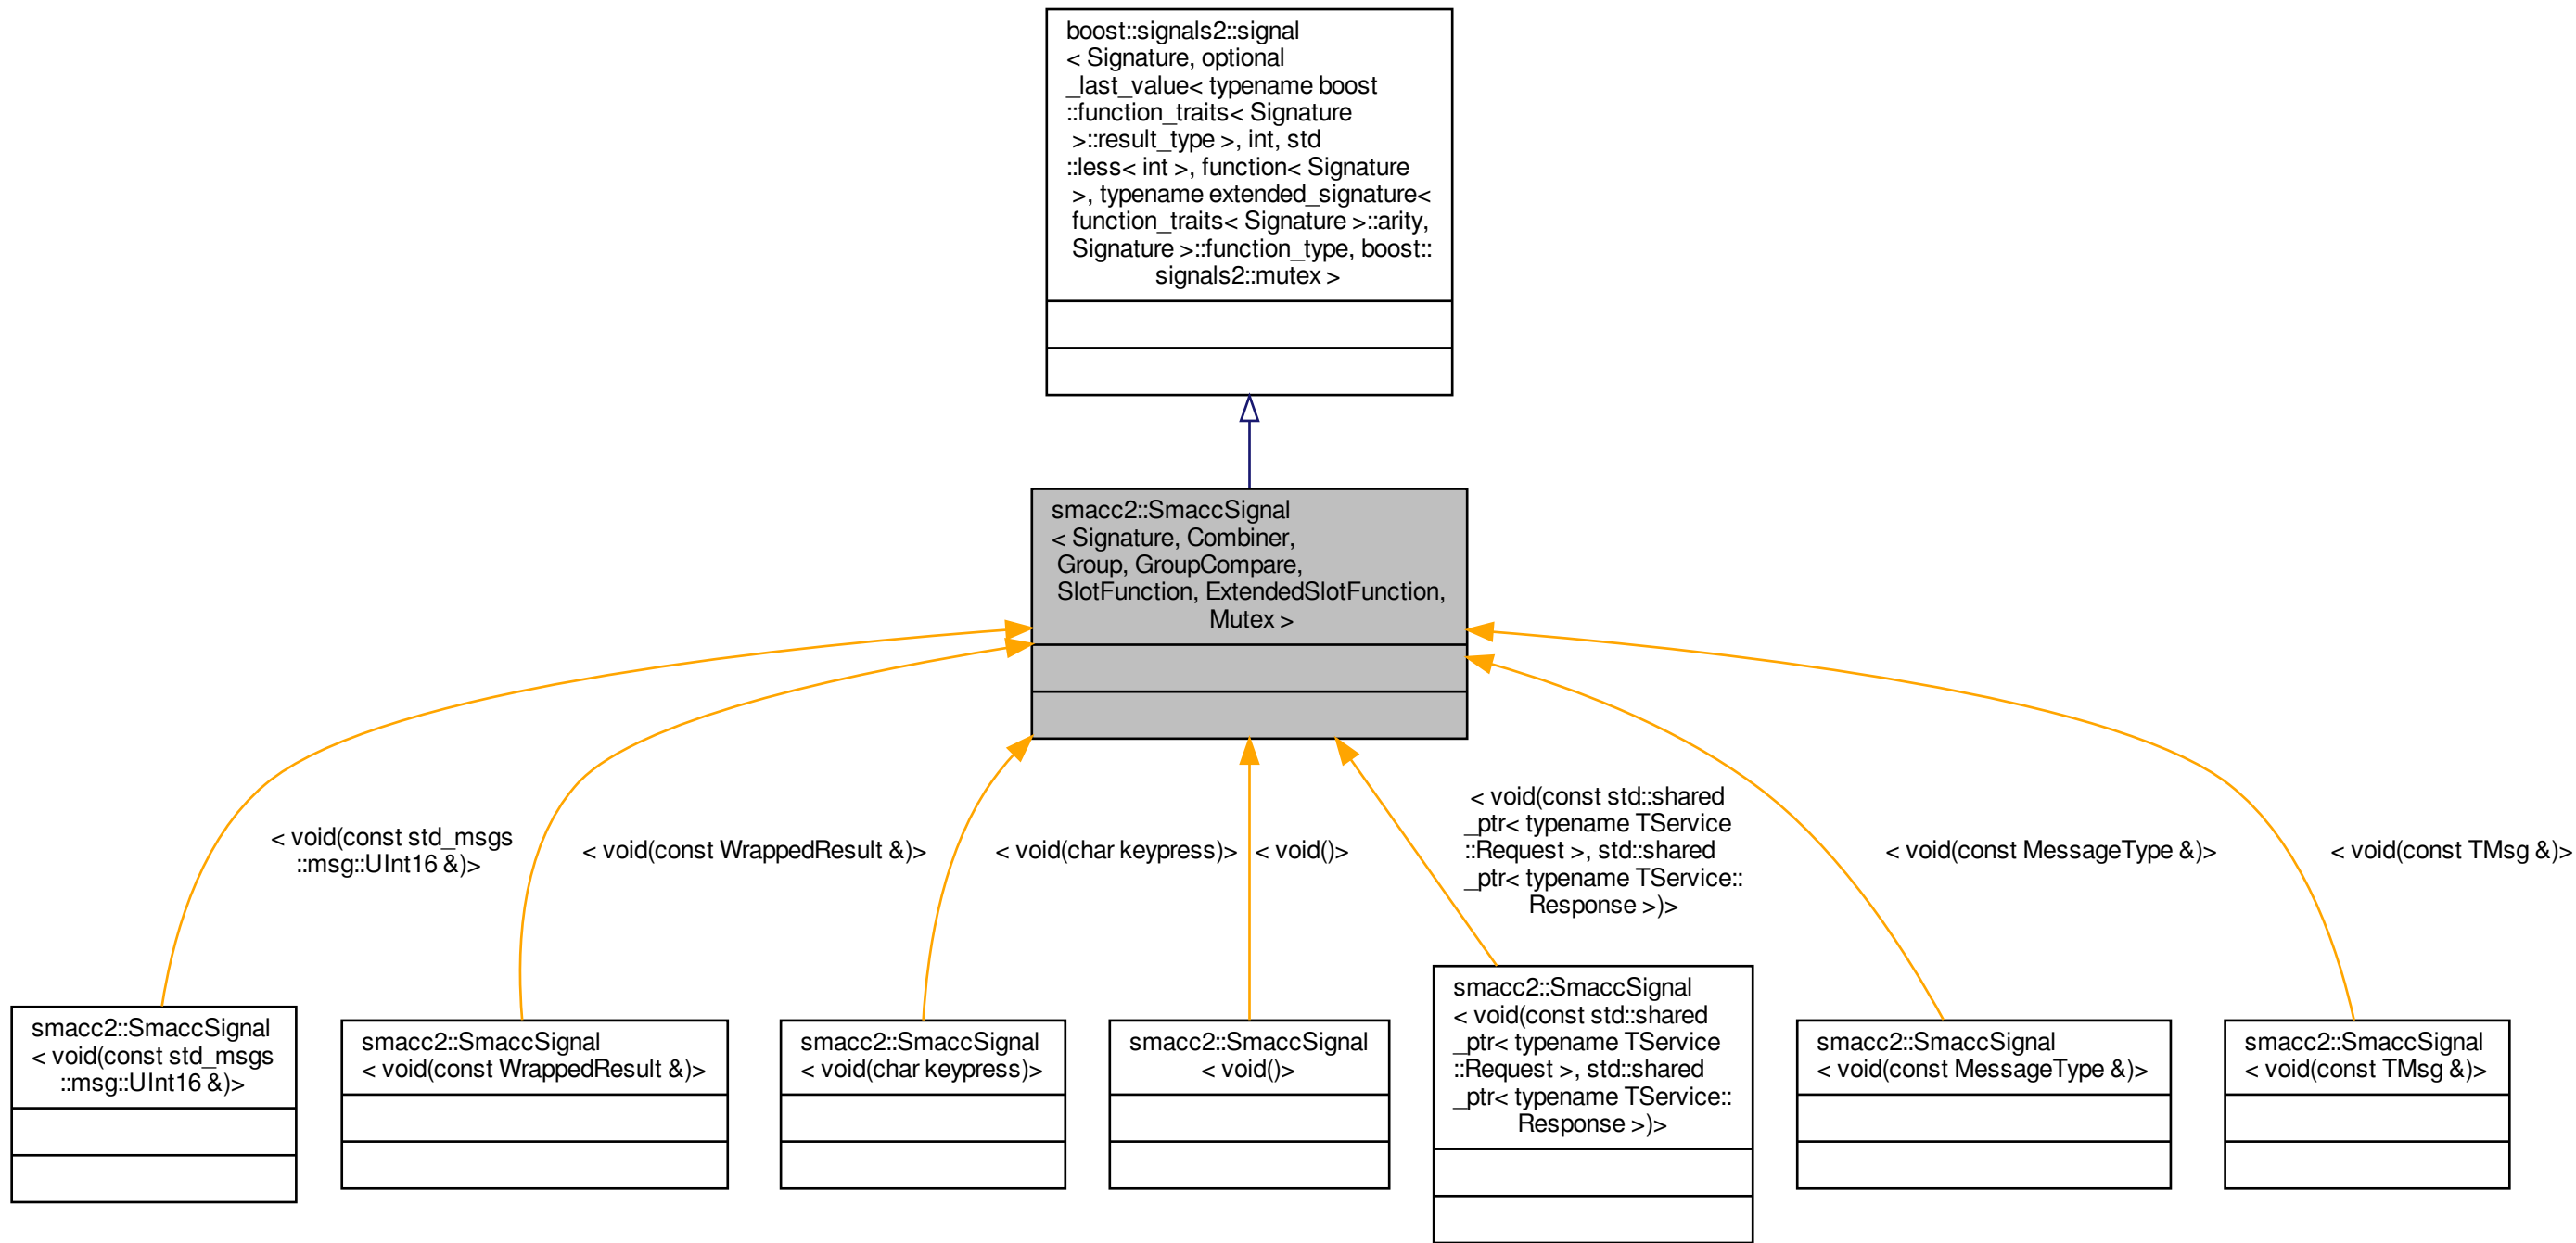 boost::signals2::signal
< Signature, optional
_last_value< typename boost
::function_traits< Signature
>::result_type >, int, std
::less< int >, function< Signature
>, typename extended_signature<
function_traits< Signature >::arity,
Signature >::function_type, boost::
signals2::mutex >
smacc2::SmaccSignal
< Signature, Combiner,
Group, GroupCompare,
SlotFunction, ExtendedSlotFunction,
Mutex >
< void(const std_msgs
::msg::UInt16 &)>
< void(const WrappedResult &)>
< void(char keypress)>
< void()>
< void(const std::shared
_ptr< typename TService
::Request >, std::shared
_ptr< typename TService::
Response >)>
< void(const MessageType &)>
< void(const TMsg &)>
smacc2::SmaccSignal
< void(const std_msgs
::msg::UInt16 &)>
smacc2::SmaccSignal
< void(const WrappedResult &)>
smacc2::SmaccSignal
< void(char keypress)>
smacc2::SmaccSignal
< void()>
smacc2::SmaccSignal
< void(const std::shared
_ptr< typename TService
::Request >, std::shared
_ptr< typename TService::
Response >)>
smacc2::SmaccSignal
< void(const MessageType &)>
smacc2::SmaccSignal
< void(const TMsg &)>